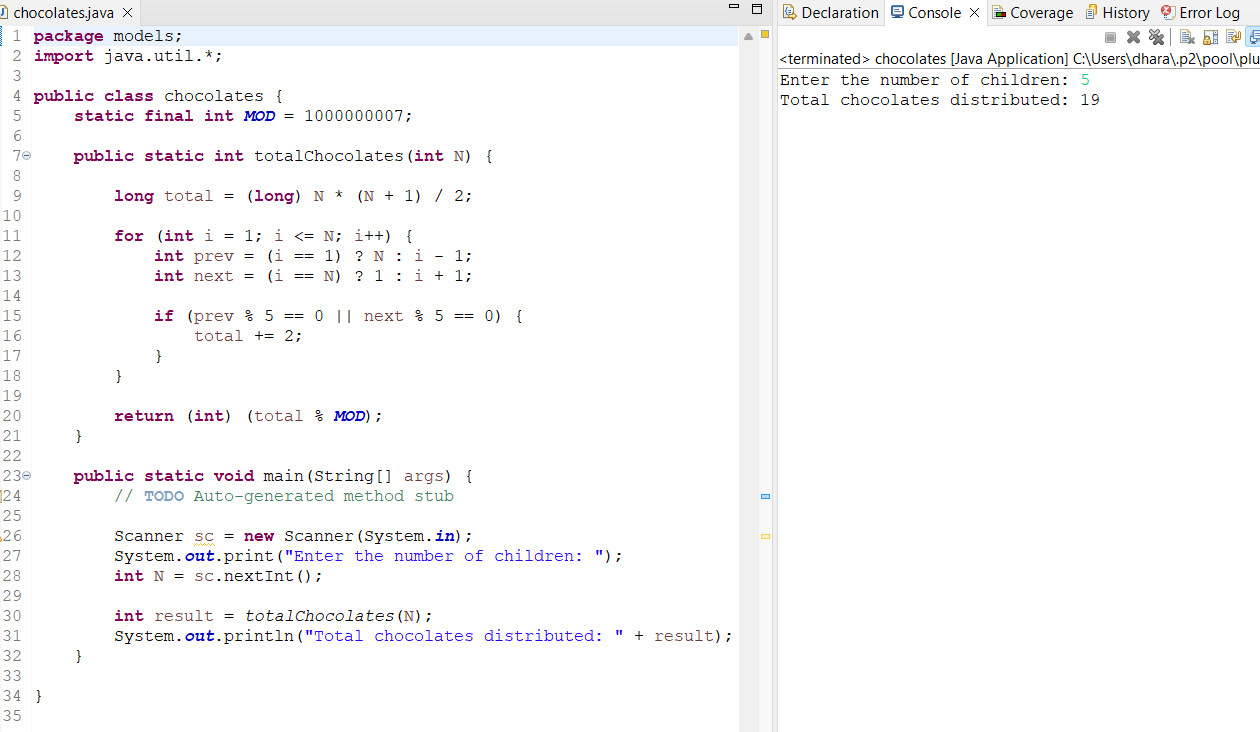 chocolates.java
1 package models;
2 import java.util.*;
3
4 public class chocolates {
5     static final int MOD = 1000000007;
6
7     public static int totalChocolates(int N) {
8
9         long total = (long) N * (N + 1) / 2;
10
11         for (int i = 1; i <= N; i++) {
12             int prev = (i == 1) ? N : i - 1;
13             int next = (i == N) ? 1 : i + 1;
14
15             if (prev % 5 == 0 || next % 5 == 0) {
16                 total += 2;
17             }
18         }
19
20         return (int) (total % MOD);
21     }
22
23     public static void main(String[] args) {
24         // TODO Auto-generated method stub
25
26         Scanner sc = new Scanner(System.in);
27         System.out.print("Enter the number of children: ");
28         int N = sc.nextInt();
29
30         int result = totalChocolates(N);
31         System.out.println("Total chocolates distributed: " + result);
32     }
33
34 }
35
Declaration Console Coverage History Error Log
<terminated> chocolates [Java Application] C:\Users\dhara\.p2\pool\plu
Enter the number of children: 5
Total chocolates distributed: 19